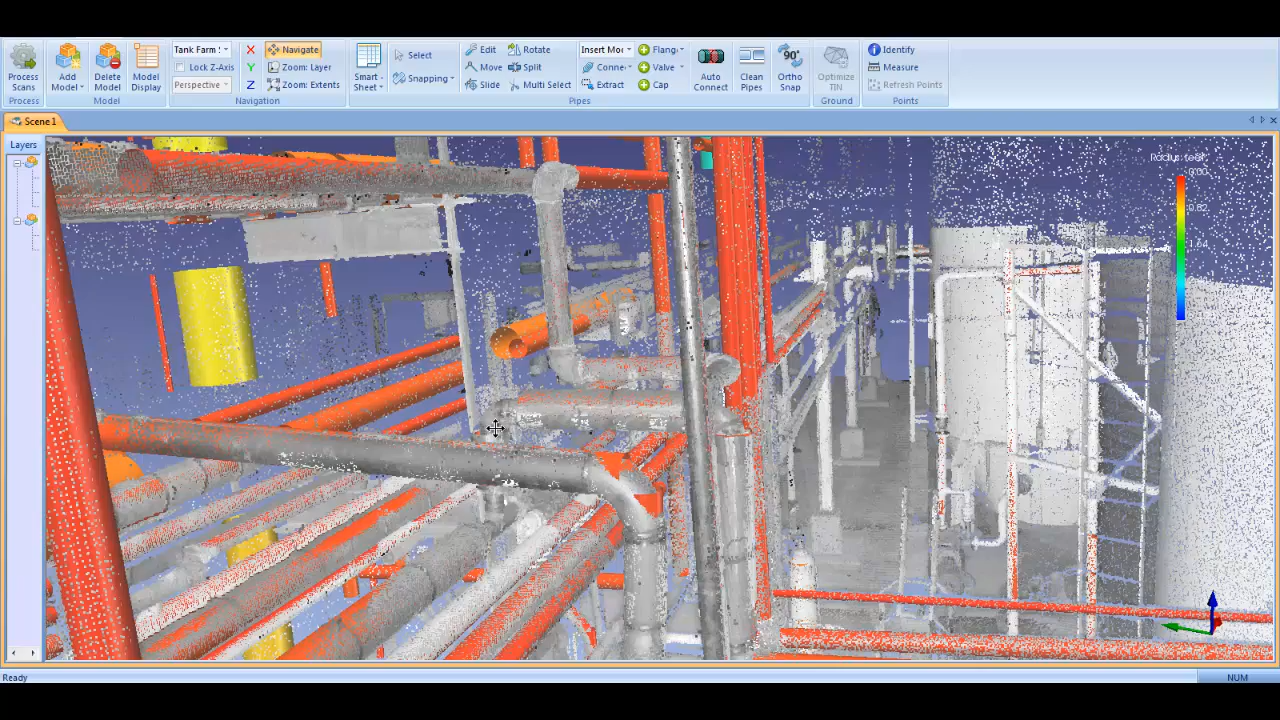 Process Scans
Process
Add Model
Delete Model
Model Display
Model
Tank Farm
Lock Z-Axis
Perspective
X
Y
Z
Navigate
Zoom: Layer
Zoom: Extents
Navigation
Smart Sheet
Select
Snapping
Edit
Move
Slide
Rotate
Split
Multi Select
Insert Moc
Conne
Extract
Flang
Valve
Cap
Auto Connect
Clean Pipes
90°
Ortho Snap
Pipes
Optimize TIN
Ground
Identify
Measure
Refresh Points
Points
Scene1
Layers
Ready
NUM